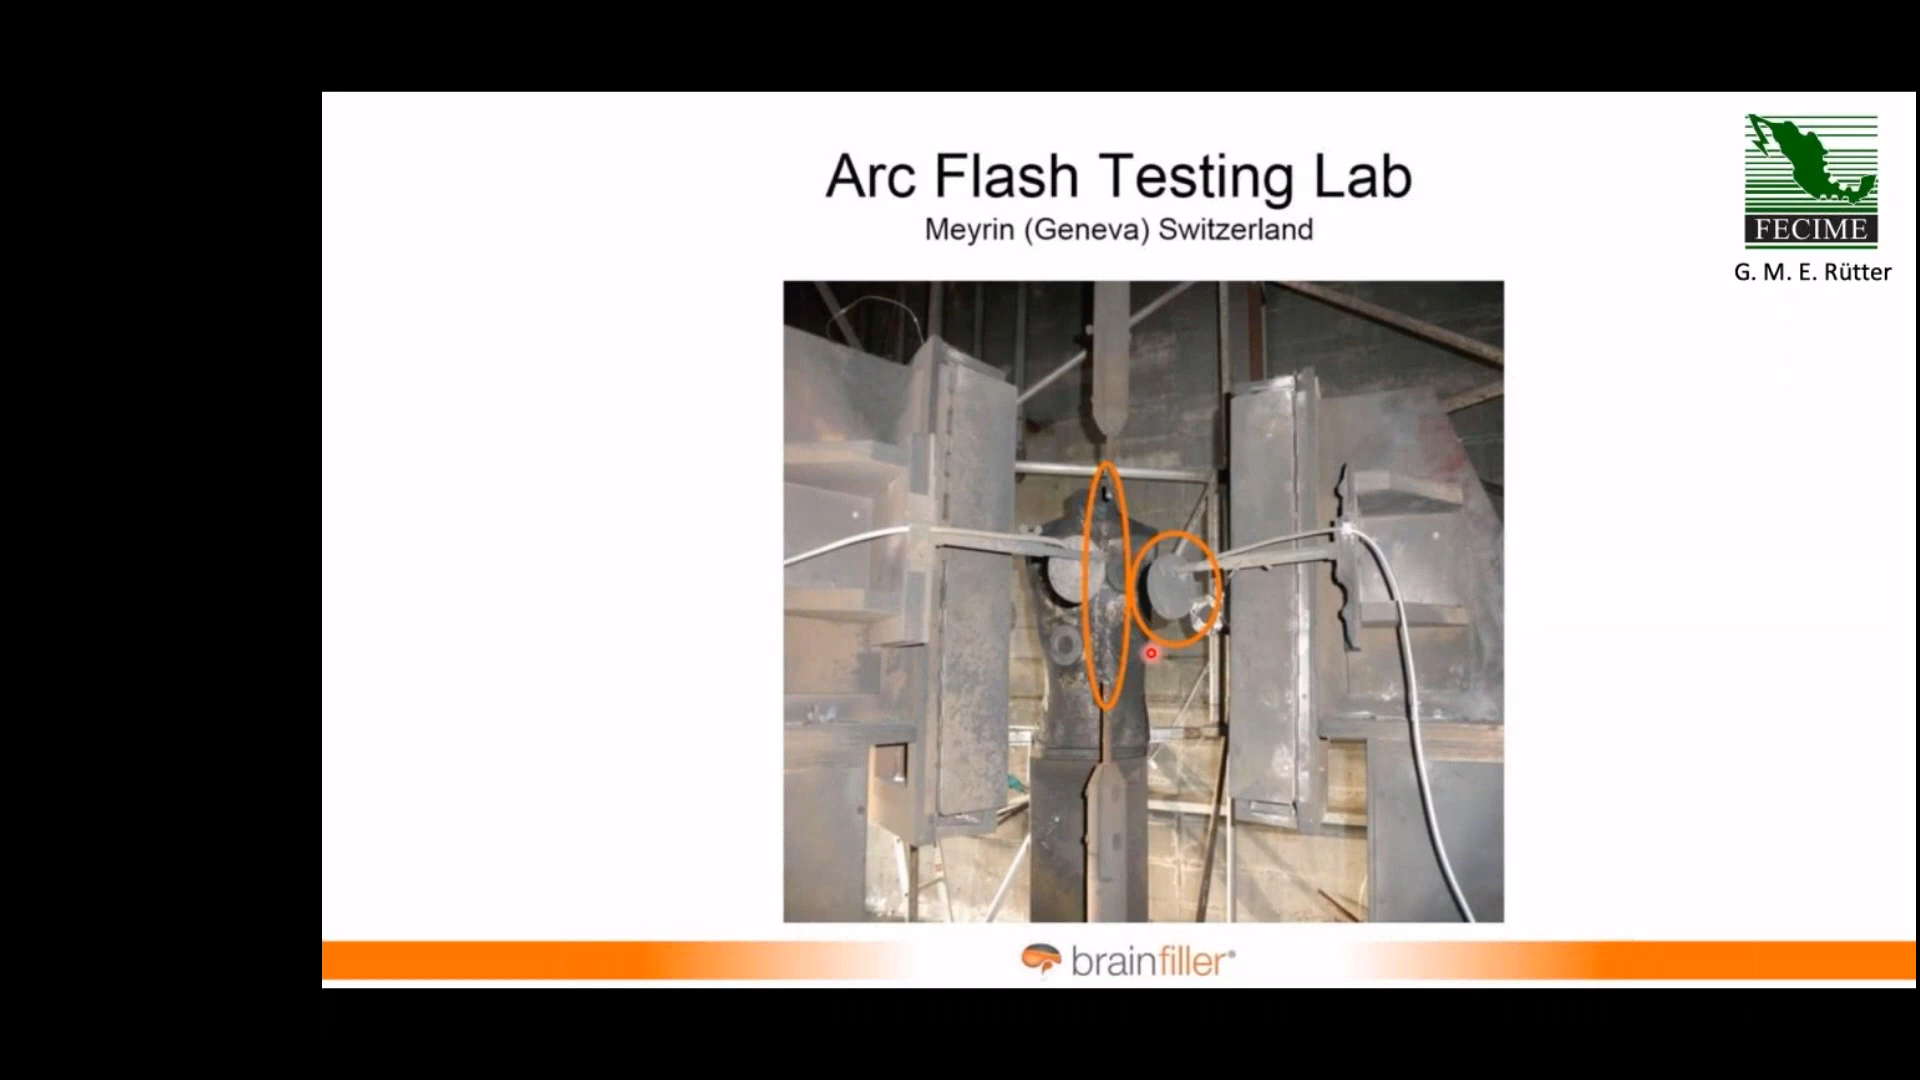 Arc Flash Testing Lab
Meyrin (Geneva) Switzerland
FECIME
G. M. E. Rütter
brainfiller®